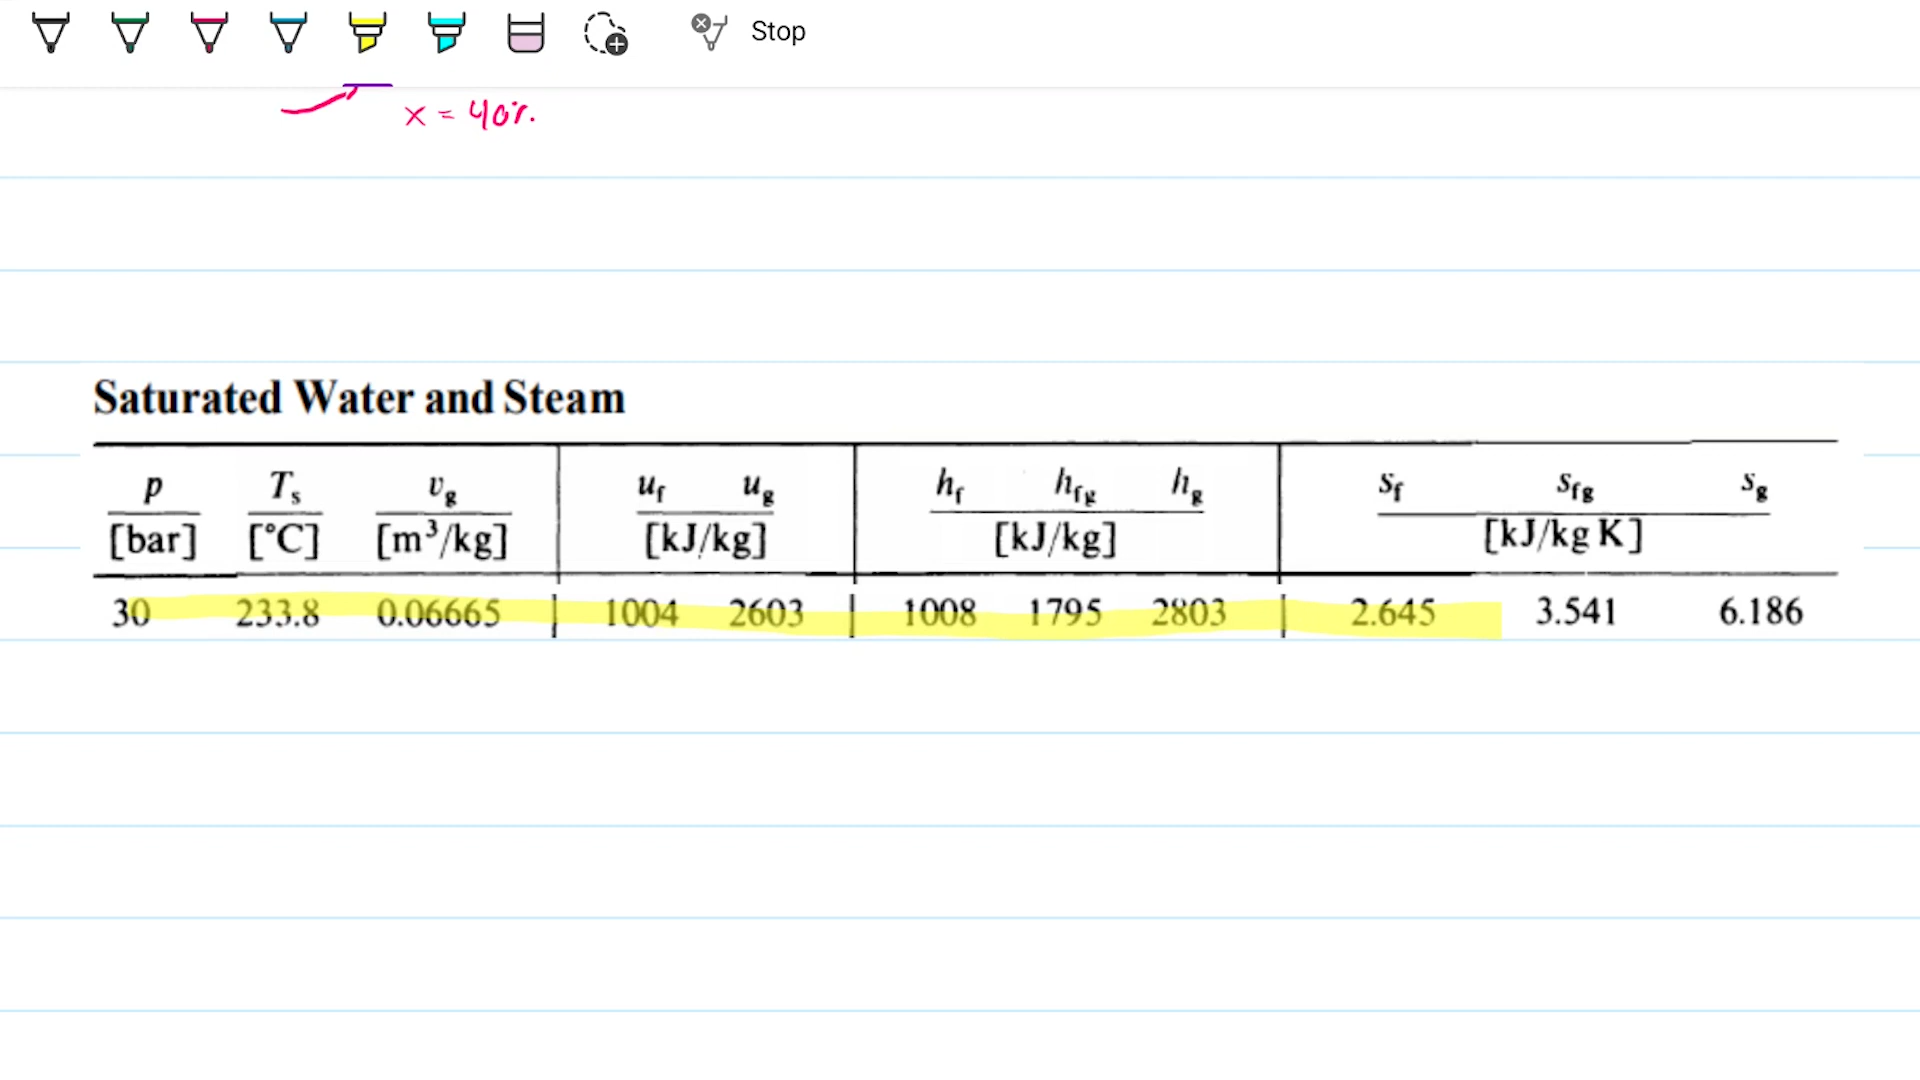 Stop
x = 40%.
Saturated Water and Steam
p Ts vg uf ug hf hfg hg sf sfg sg
[bar] [°C] [m³/kg] [kJ/kg] [kJ/kg] [kJ/kg K]
30 233.8 0.06665 1004 2603 1008 1795 2803 2.645 3.541 6.186